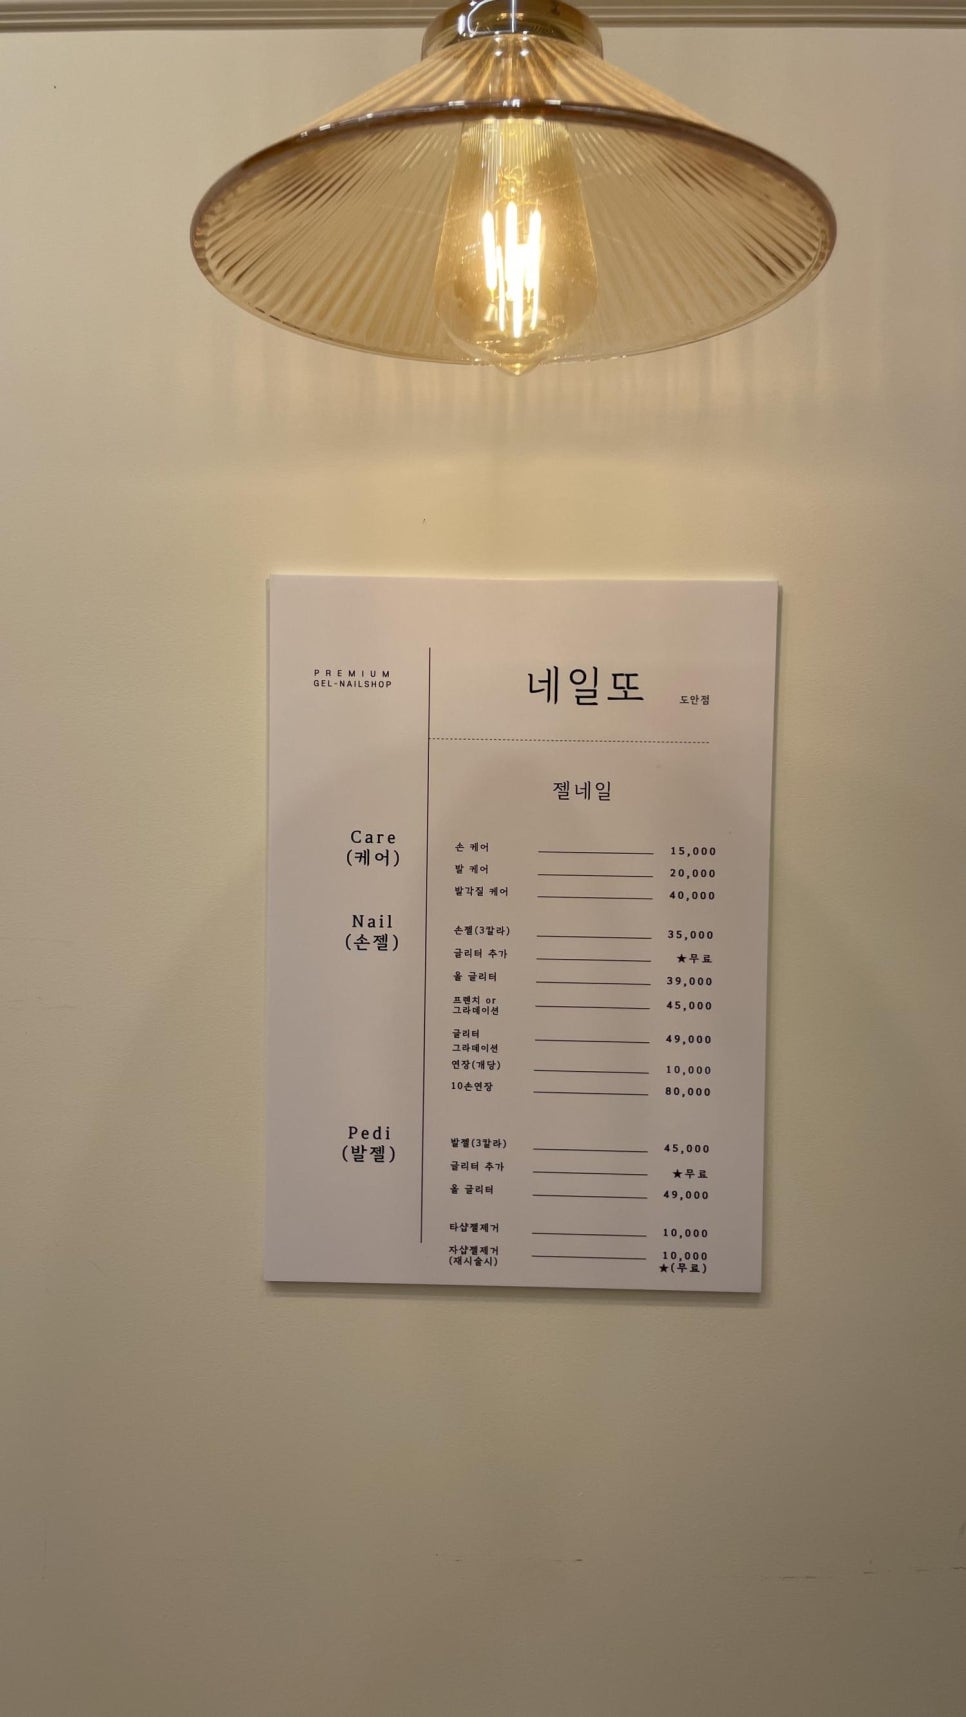 PREMIUM
GEL-NAILSHOP
네일또 도안점
젤네일
Care
(케어)
손 케어 15,000
발 케어 20,000
발각질 케어 40,000
Nail
(손젤)
손젤(3칼라) 35,000
글리터 추가 ★무료
올 글리터 39,000
프렌치 or
그라데이션 45,000
글리터
그라데이션 49,000
연장(개당) 10,000
10손연장 80,000
Pedi
(발젤)
발젤(3칼라) 45,000
글리터 추가 ★무료
올 글리터 49,000
타샵젤제거 10,000
자샵젤제거 10,000
(재시술시) ★(무료)